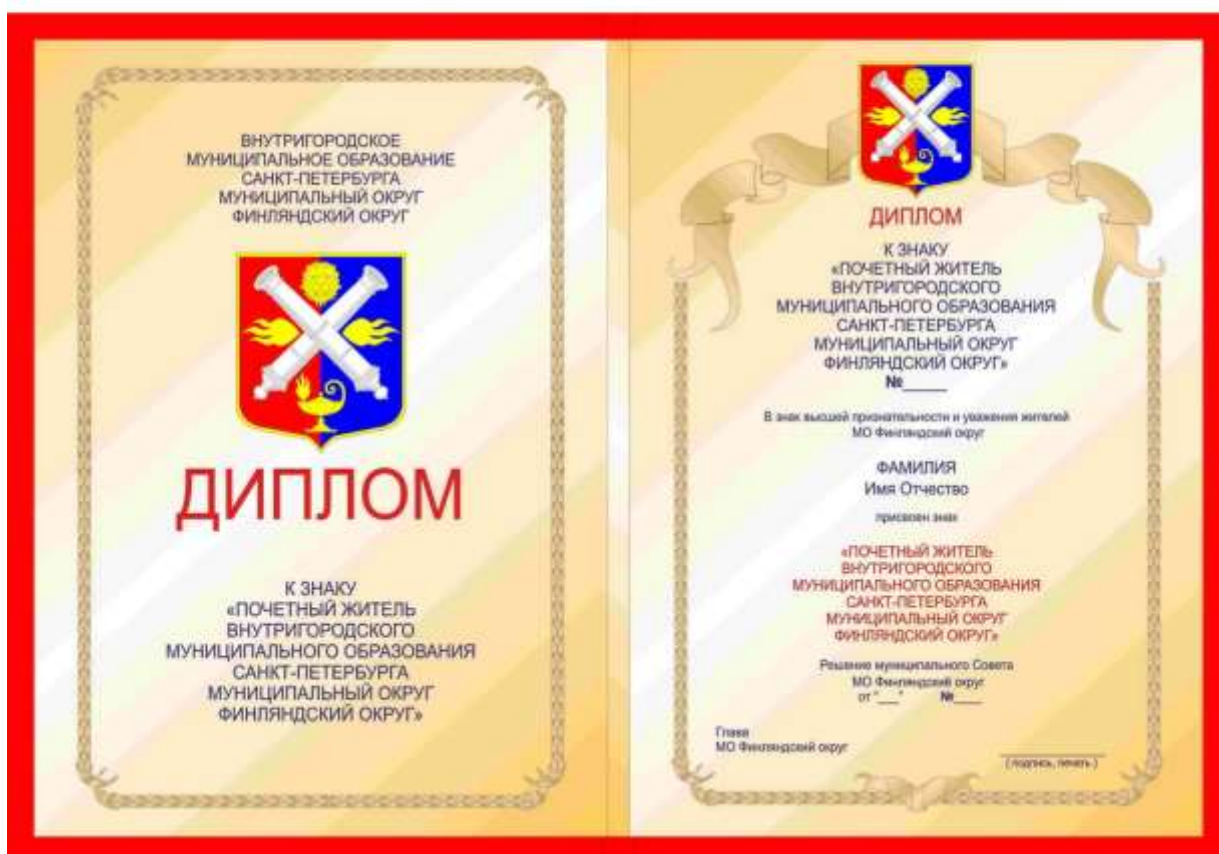 ВНУТРИГОРОДСКОЕ
МУНИЦИПАЛЬНОЕ ОБРАЗОВАНИЕ
САНКТ-ПЕТЕРБУРГА
МУНИЦИПАЛЬНЫЙ ОКРУГ
ФИНЛЯНДСКИЙ ОКРУГ
ДИПЛОМ
К ЗНАКУ
«ПОЧЕТНЫЙ ЖИТЕЛЬ
ВНУТРИГОРОДСКОГО
МУНИЦИПАЛЬНОГО ОБРАЗОВАНИЯ
САНКТ-ПЕТЕРБУРГА
МУНИЦИПАЛЬНЫЙ ОКРУГ
ФИНЛЯНДСКИЙ ОКРУГ»
ДИПЛОМ
К ЗНАКУ
«ПОЧЕТНЫЙ ЖИТЕЛЬ
ВНУТРИГОРОДСКОГО
МУНИЦИПАЛЬНОГО ОБРАЗОВАНИЯ
САНКТ-ПЕТЕРБУРГА
МУНИЦИПАЛЬНЫЙ ОКРУГ
ФИНЛЯНДСКИЙ ОКРУГ»
№_____
В знак высшей признательности и уважения жителей
МО Финляндский округ
ФАМИЛИЯ
Имя Отчество
присвоен знак
«ПОЧЕТНЫЙ ЖИТЕЛЬ
ВНУТРИГОРОДСКОГО
МУНИЦИПАЛЬНОГО ОБРАЗОВАНИЯ
САНКТ-ПЕТЕРБУРГА
МУНИЦИПАЛЬНЫЙ ОКРУГ
ФИНЛЯНДСКИЙ ОКРУГ»
Решение муниципального Совета
МО Финляндский округ
от "___" №____
Глава
МО Финляндский округ
( подпись, печать )